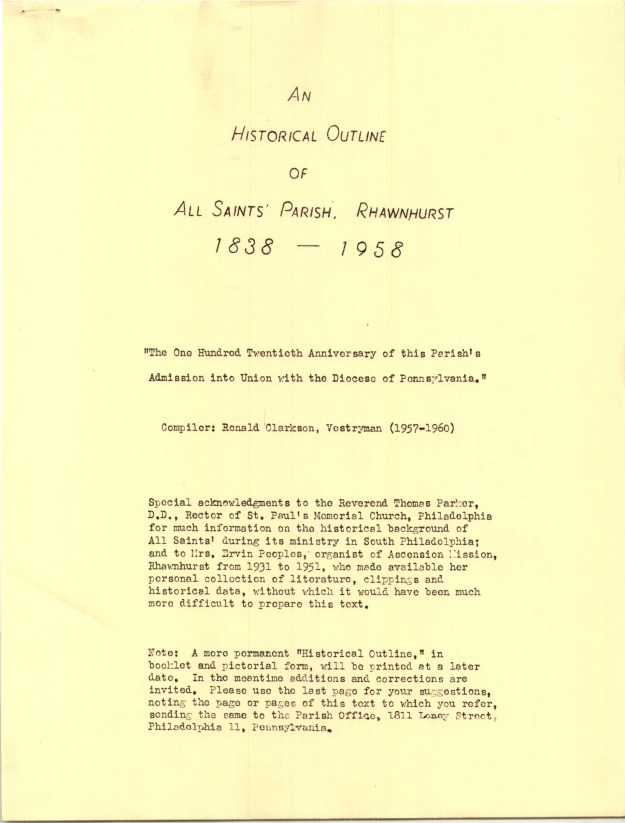 AN
HISTORICAL OUTLINE
OF
ALL SAINTS' PARISH, RHAWNHURST
1838 — 1958
"The One Hundred Twentieth Anniversary of this Parish's
Admission into Union with the Diocese of Pennsylvania."
Compiler: Ronald Clarkson, Vestryman (1957-1960)
Special acknowledgments to the Reverend Thomas Parker,
D.D., Rector of St. Paul's Memorial Church, Philadelphia
for much information on the historical background of
All Saints' during its ministry in South Philadelphia;
and to Mrs. Ervin Peoples, organist of Ascension Mission,
Rhawnhurst from 1931 to 1951, who made available her
personal collection of literature, clippings and
historical data, without which it would have been much
more difficult to prepare this text.
Note: A more permanent "Historical Outline," in
booklet and pictorial form, will be printed at a later
date. In the meantime additions and corrections are
invited. Please use the last page for your suggestions,
noting the page or pages of this text to which you refer,
sending the same to the Parish Office, 1811 Loney Street,
Philadelphia 11, Pennsylvania.